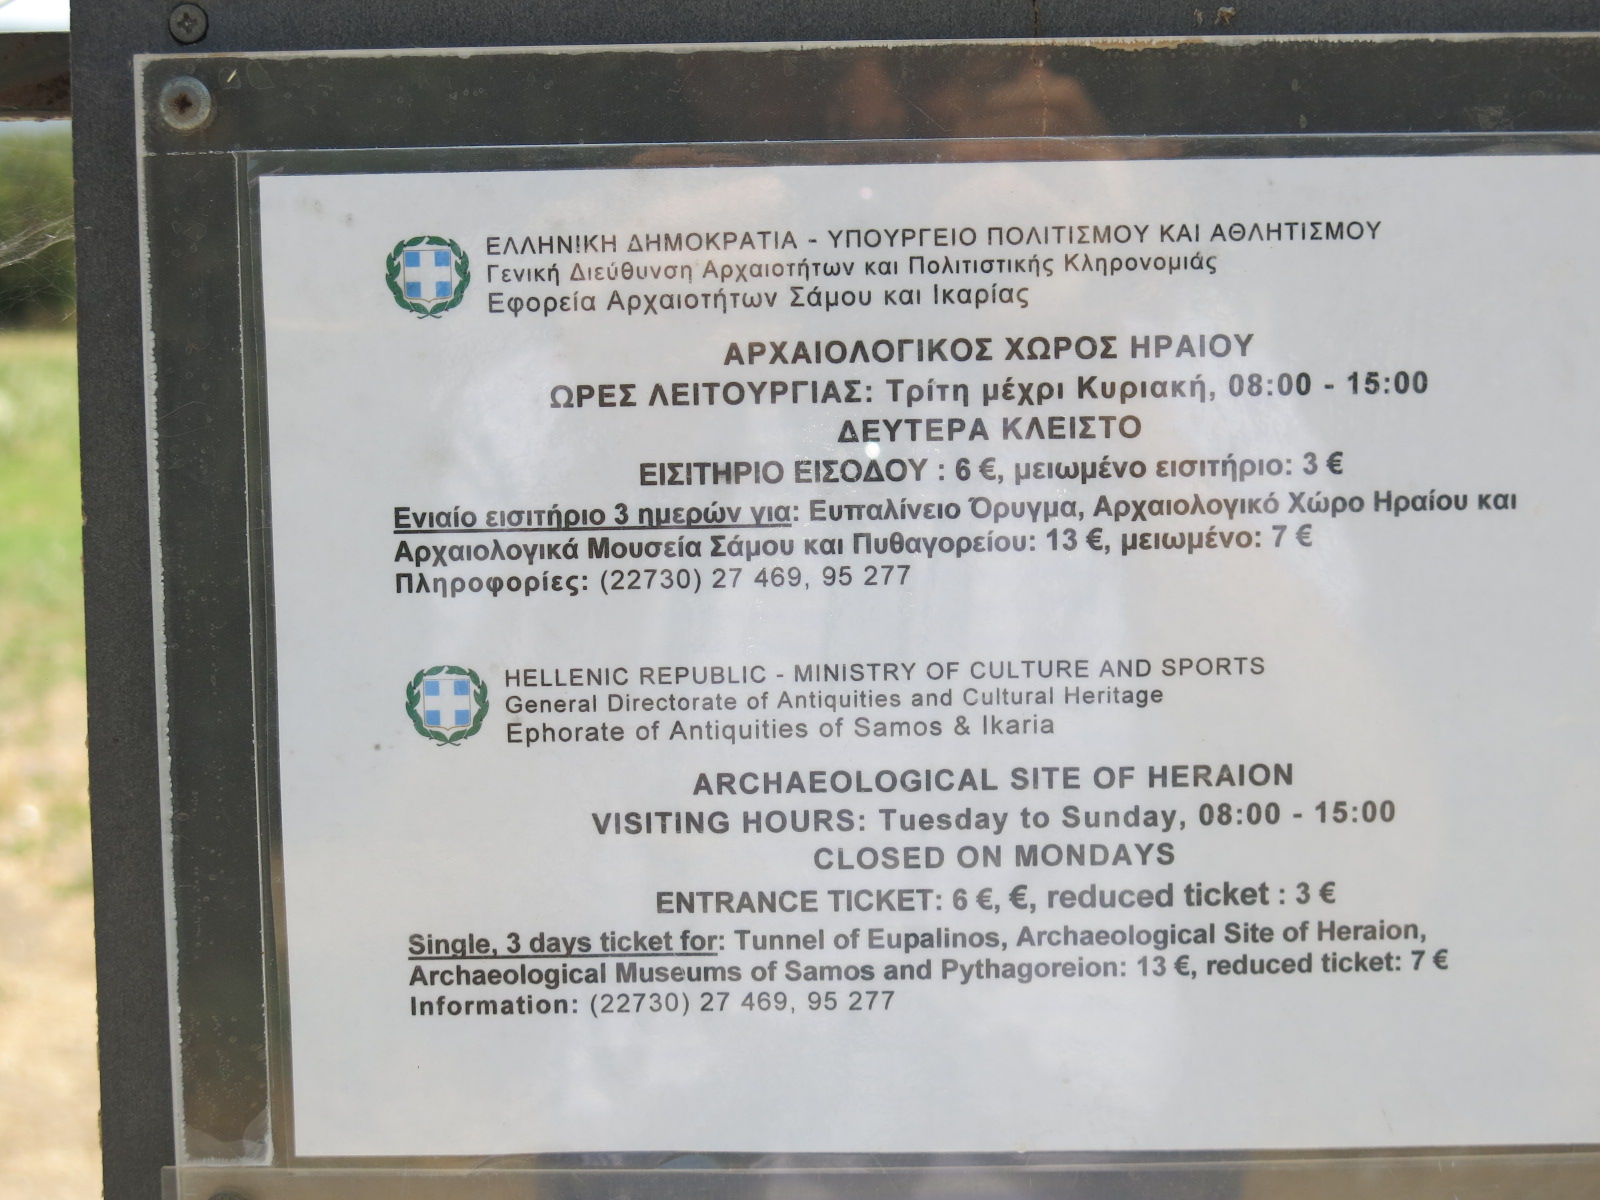 ΕΛΛΗΝΙΚΗ ΔΗΜΟΚΡΑΤΙΑ - ΥΠΟΥΡΓΕΙΟ ΠΟΛΙΤΙΣΜΟΥ ΚΑΙ ΑΘΛΗΤΙΣΜΟΥ
Γενική Διεύθυνση Αρχαιοτήτων και Πολιτιστικής Κληρονομιάς
Εφορεία Αρχαιοτήτων Σάμου και Ικαρίας
ΑΡΧΑΙΟΛΟΓΙΚΟΣ ΧΩΡΟΣ ΗΡΑΙΟΥ
ΩΡΕΣ ΛΕΙΤΟΥΡΓΙΑΣ: Τρίτη μέχρι Κυριακή, 08:00 - 15:00
ΔΕΥΤΕΡΑ ΚΛΕΙΣΤΟ
ΕΙΣΙΤΗΡΙΟ ΕΙΣΟΔΟΥ : 6 €, μειωμένο εισιτήριο: 3 €
Ενιαίο εισιτήριο 3 ημερών για: Ευπαλίνειο Όρυγμα, Αρχαιολογικό Χώρο Ηραίου και
Αρχαιολογικά Μουσεία Σάμου και Πυθαγορείου: 13 €, μειωμένο: 7 €
Πληροφορίες: (22730) 27 469, 95 277
HELLENIC REPUBLIC - MINISTRY OF CULTURE AND SPORTS
General Directorate of Antiquities and Cultural Heritage
Ephorate of Antiquities of Samos & Ikaria
ARCHAEOLOGICAL SITE OF HERAION
VISITING HOURS: Tuesday to Sunday, 08:00 - 15:00
CLOSED ON MONDAYS
ENTRANCE TICKET: 6 €, €, reduced ticket : 3 €
Single, 3 days ticket for: Tunnel of Eupalinos, Archaeological Site of Heraion,
Archaeological Museums of Samos and Pythagoreion: 13 €, reduced ticket: 7 €
Information: (22730) 27 469, 95 277